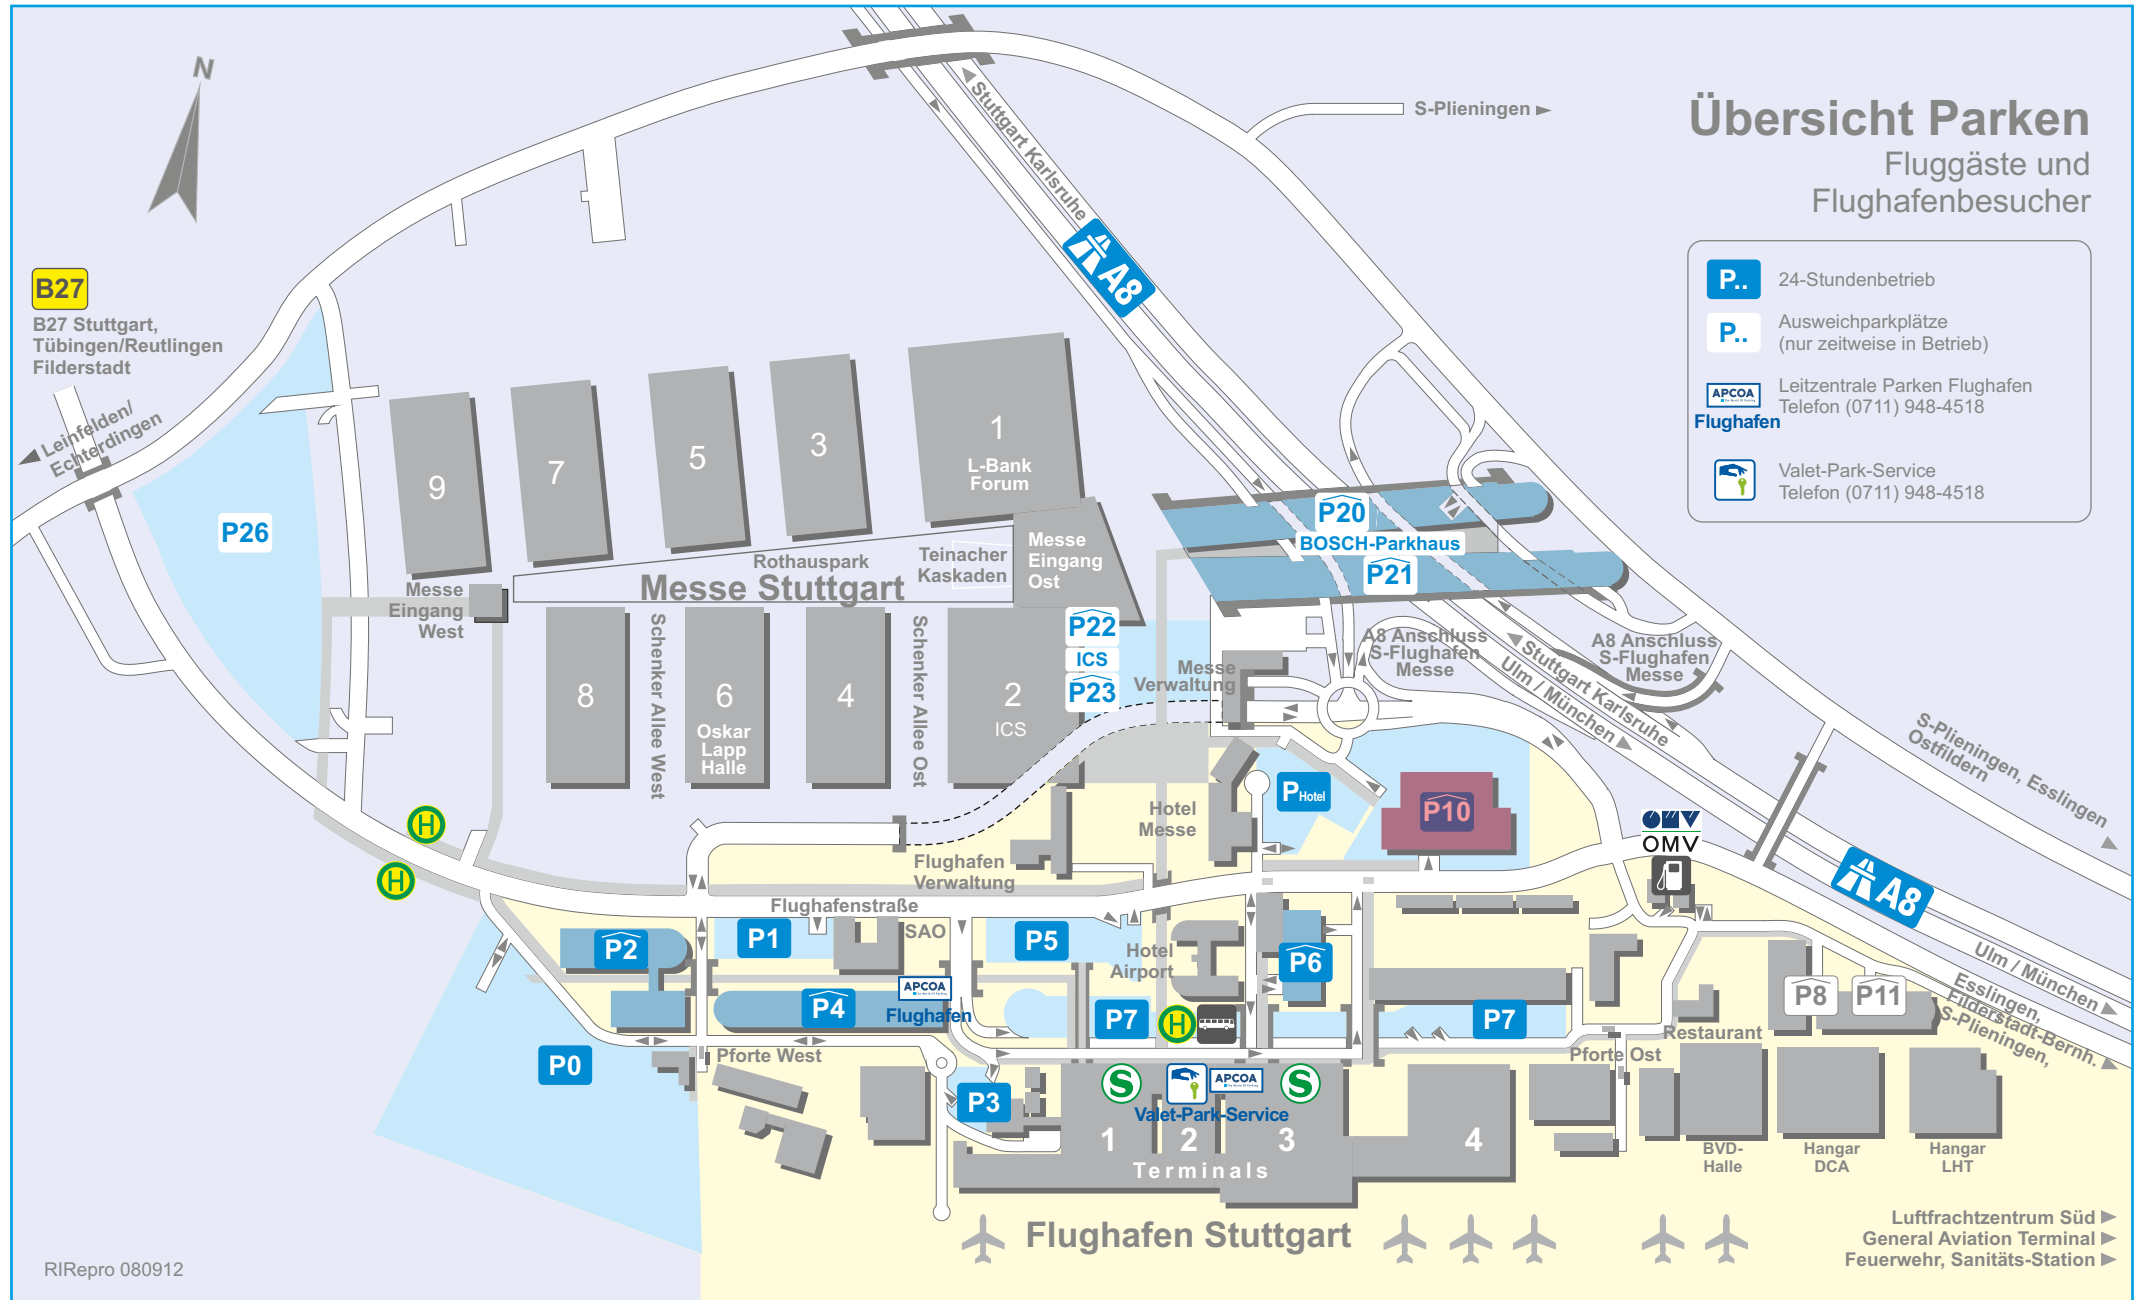 N
S-Plieningen
Übersicht Parken
Fluggäste und
Flughafenbesucher
P.. 24-Stundenbetrieb
P.. Ausweichparkplätze
(nur zeitweise in Betrieb)
APCOA
Flughafen
Leitzentrale Parken Flughafen
Telefon (0711) 948-4518
Valet-Park-Service
Telefon (0711) 948-4518
Stuttgart Karlsruhe
A8
B27
B27 Stuttgart,
Tübingen/Reutlingen
Filderstadt
Leinfelden/
Echterdingen
P26
9
7
5
3
1
L-Bank
Forum
Messe
Eingang
Ost
Rothauspark
Teinacher
Kaskaden
Messe Stuttgart
Messe
Eingang
West
P20
BOSCH-Parkhaus
P21
P22
ICS
P23
8
Schenker Allee West
6
Oskar
Lapp
Halle
4
Schenker Allee Ost
2
ICS
Messe
Verwaltung
A8 Anschluss
S-Flughafen
Messe
A8 Anschluss
S-Flughafen
Messe
Stuttgart Karlsruhe
Ulm / München
S-Plieningen, Esslingen
Ostfildern
PHotel
P10
Hotel
Messe
OMV
OMV
A8
H
H
Flughafen
Verwaltung
Flughafenstraße
SAO
P2
P1
P5
Hotel
Airport
P6
P4
APCOA
Flughafen
P7
H
P7
P8
P11
Ulm / München
Esslingen,
Filderstadt-Bernh.
S-Plieningen,
Restaurant
P0
Pforte West
Pforte Ost
P3
S
APCOA
S
Valet-Park-Service
1
2
3
4
Terminals
BVD-
Halle
Hangar
DCA
Hangar
LHT
Flughafen Stuttgart
Luftfrachtzentrum Süd
General Aviation Terminal
Feuerwehr, Sanitäts-Station
RIRepro 080912